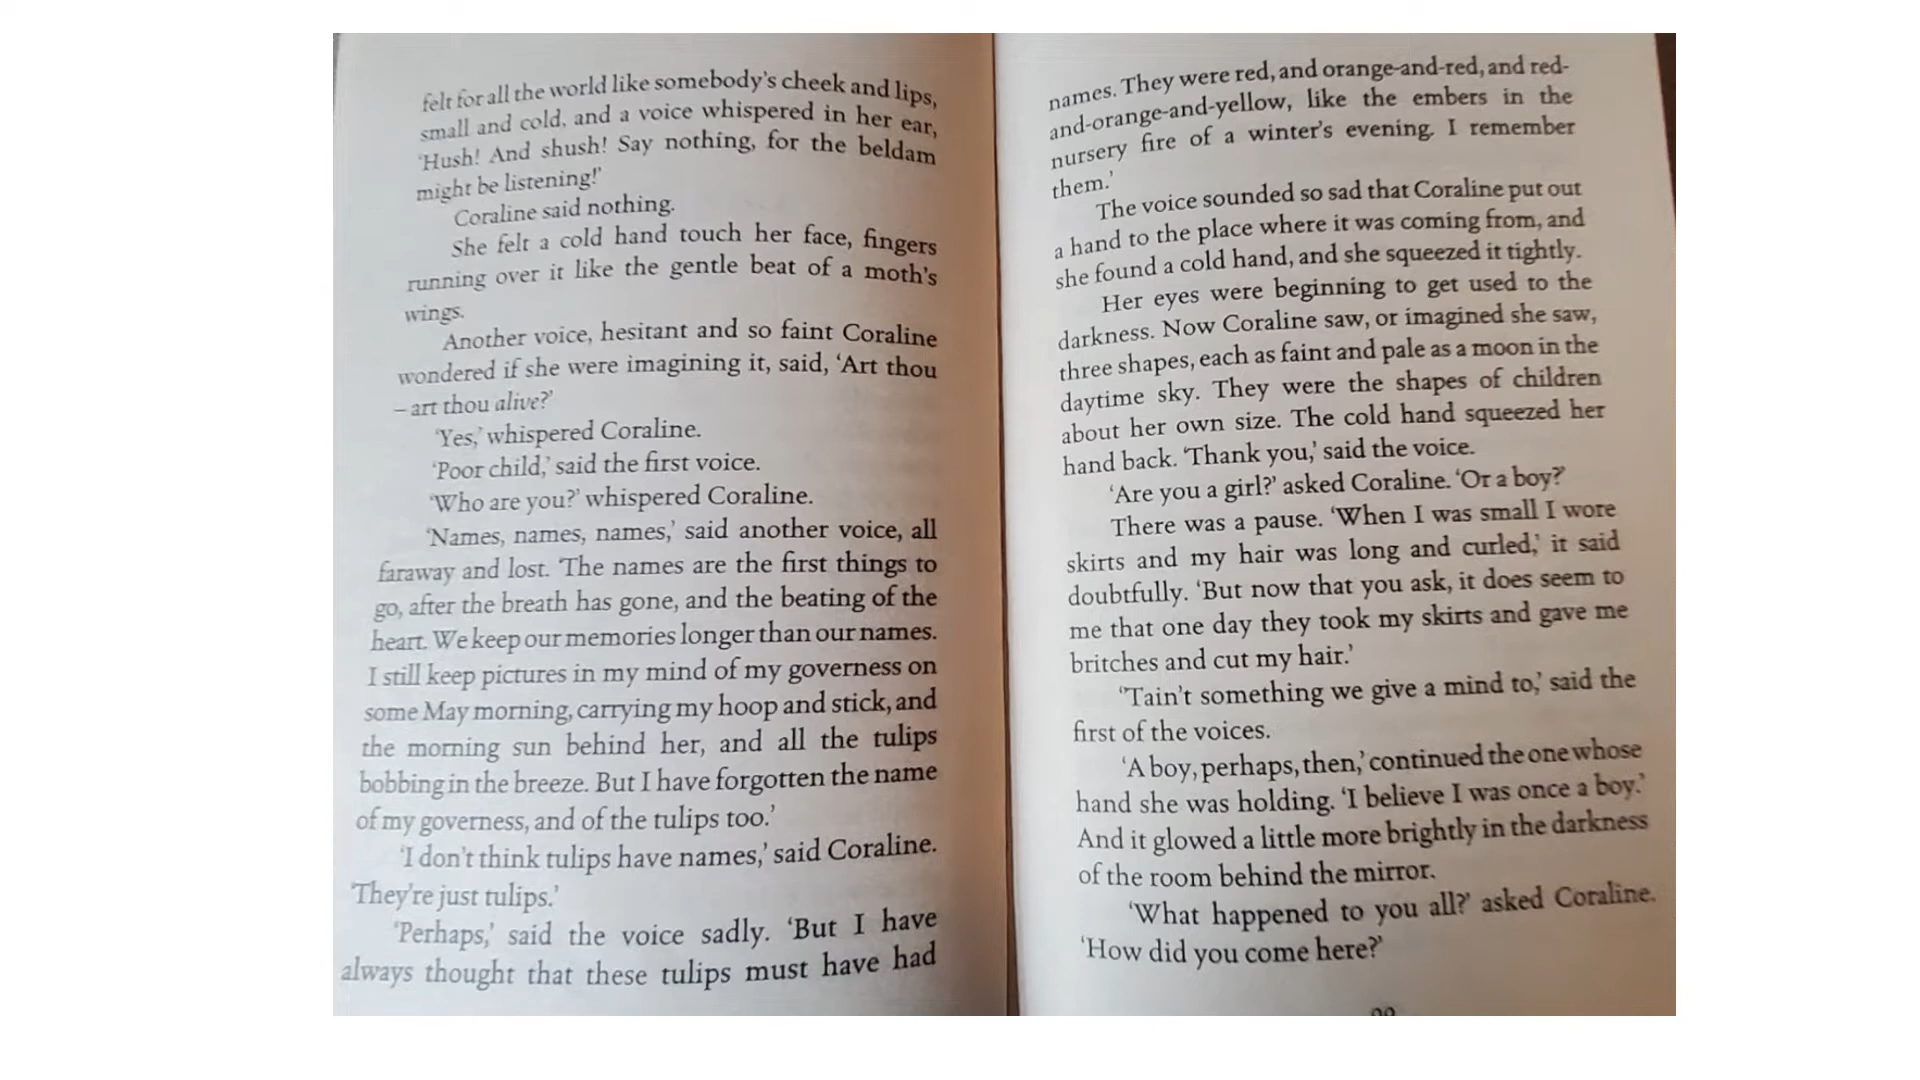 felt for all the world like somebody's cheek and lips,
small and cold, and a voice whispered in her ear,
'Hush! And shush! Say nothing, for the beldam
might be listening!'
Coraline said nothing.
She felt a cold hand touch her face, fingers
running over it like the gentle beat of a moth's
wings.
Another voice, hesitant and so faint Coraline
wondered if she were imagining it, said, 'Art thou
– art thou alive?'
'Yes,' whispered Coraline.
'Poor child,' said the first voice.
'Who are you?' whispered Coraline.
'Names, names, names,' said another voice, all
faraway and lost. 'The names are the first things to
go, after the breath has gone, and the beating of the
heart. We keep our memories longer than our names.
I still keep pictures in my mind of my governess on
some May morning, carrying my hoop and stick, and
the morning sun behind her, and all the tulips
bobbing in the breeze. But I have forgotten the name
of my governess, and of the tulips too.'
'I don't think tulips have names,' said Coraline.
'They're just tulips.'
'Perhaps,' said the voice sadly. 'But I have
always thought that these tulips must have had
names. They were red, and orange-and-red, and red-
and-orange-and-yellow, like the embers in the
nursery fire of a winter's evening. I remember
them.'
The voice sounded so sad that Coraline put out
a hand to the place where it was coming from, and
she found a cold hand, and she squeezed it tightly.
Her eyes were beginning to get used to the
darkness. Now Coraline saw, or imagined she saw,
three shapes, each as faint and pale as a moon in the
daytime sky. They were the shapes of children
about her own size. The cold hand squeezed her
hand back. 'Thank you,' said the voice.
'Are you a girl?' asked Coraline. 'Or a boy?'
There was a pause. 'When I was small I wore
skirts and my hair was long and curled,' it said
doubtfully. 'But now that you ask, it does seem to
me that one day they took my skirts and gave me
britches and cut my hair.'
'Tain't something we give a mind to,' said the
first of the voices.
'A boy, perhaps, then,' continued the one whose
hand she was holding. 'I believe I was once a boy.'
And it glowed a little more brightly in the darkness
of the room behind the mirror.
'What happened to you all?' asked Coraline.
'How did you come here?'